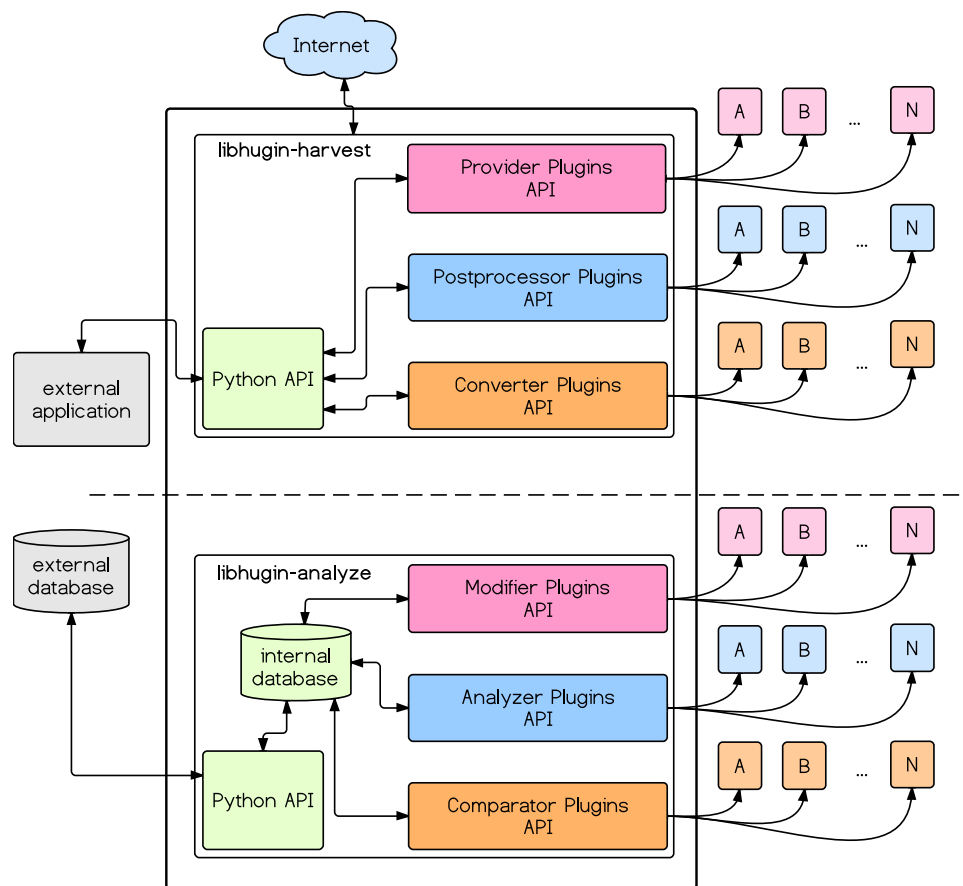 Internet
libhugin-harvest
Provider Plugins
API
A
B
...
N
Postprocessor Plugins
API
A
B
...
N
Python API
external
application
Converter Plugins
API
A
B
...
N
external
database
libhugin-analyze
Modifier Plugins
API
A
B
...
N
internal
database
Analyzer Plugins
API
A
B
...
N
Python API
Comparator Plugins
API
A
B
...
N